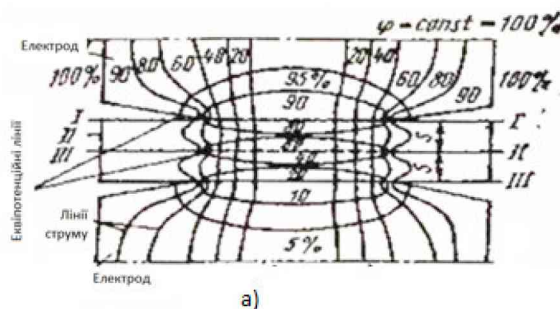 φ = const = 100%
Електрод
100% 90 80 60 40 20 20 40 60 80 90 100%
95%
90
I I
II II
III III
S
S
10
5%
Еквіпотенційні лінії
Лінії
струму
Електрод
а)